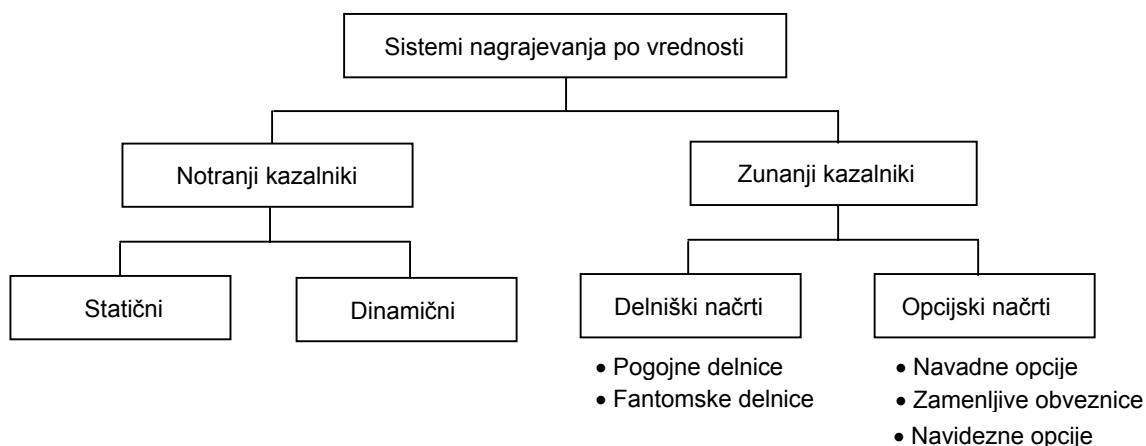 Sistemi nagrajevanja po vrednosti
Notranji kazalniki
Zunanji kazalniki
Statični
Dinamični
Delniški načrti
Opcijski načrti
• Pogojne delnice
• Fantomske delnice
• Navadne opcije
• Zamenljive obveznice
• Navidezne opcije